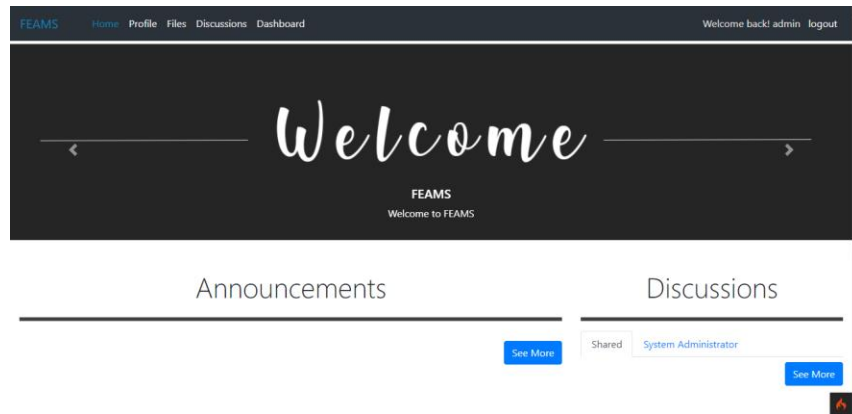 FEAMS Home Profile Files Discussions Dashboard Welcome back! admin logout
Welcome
FEAMS
Welcome to FEAMS
Announcements
See More
Discussions
Shared System Administrator
See More